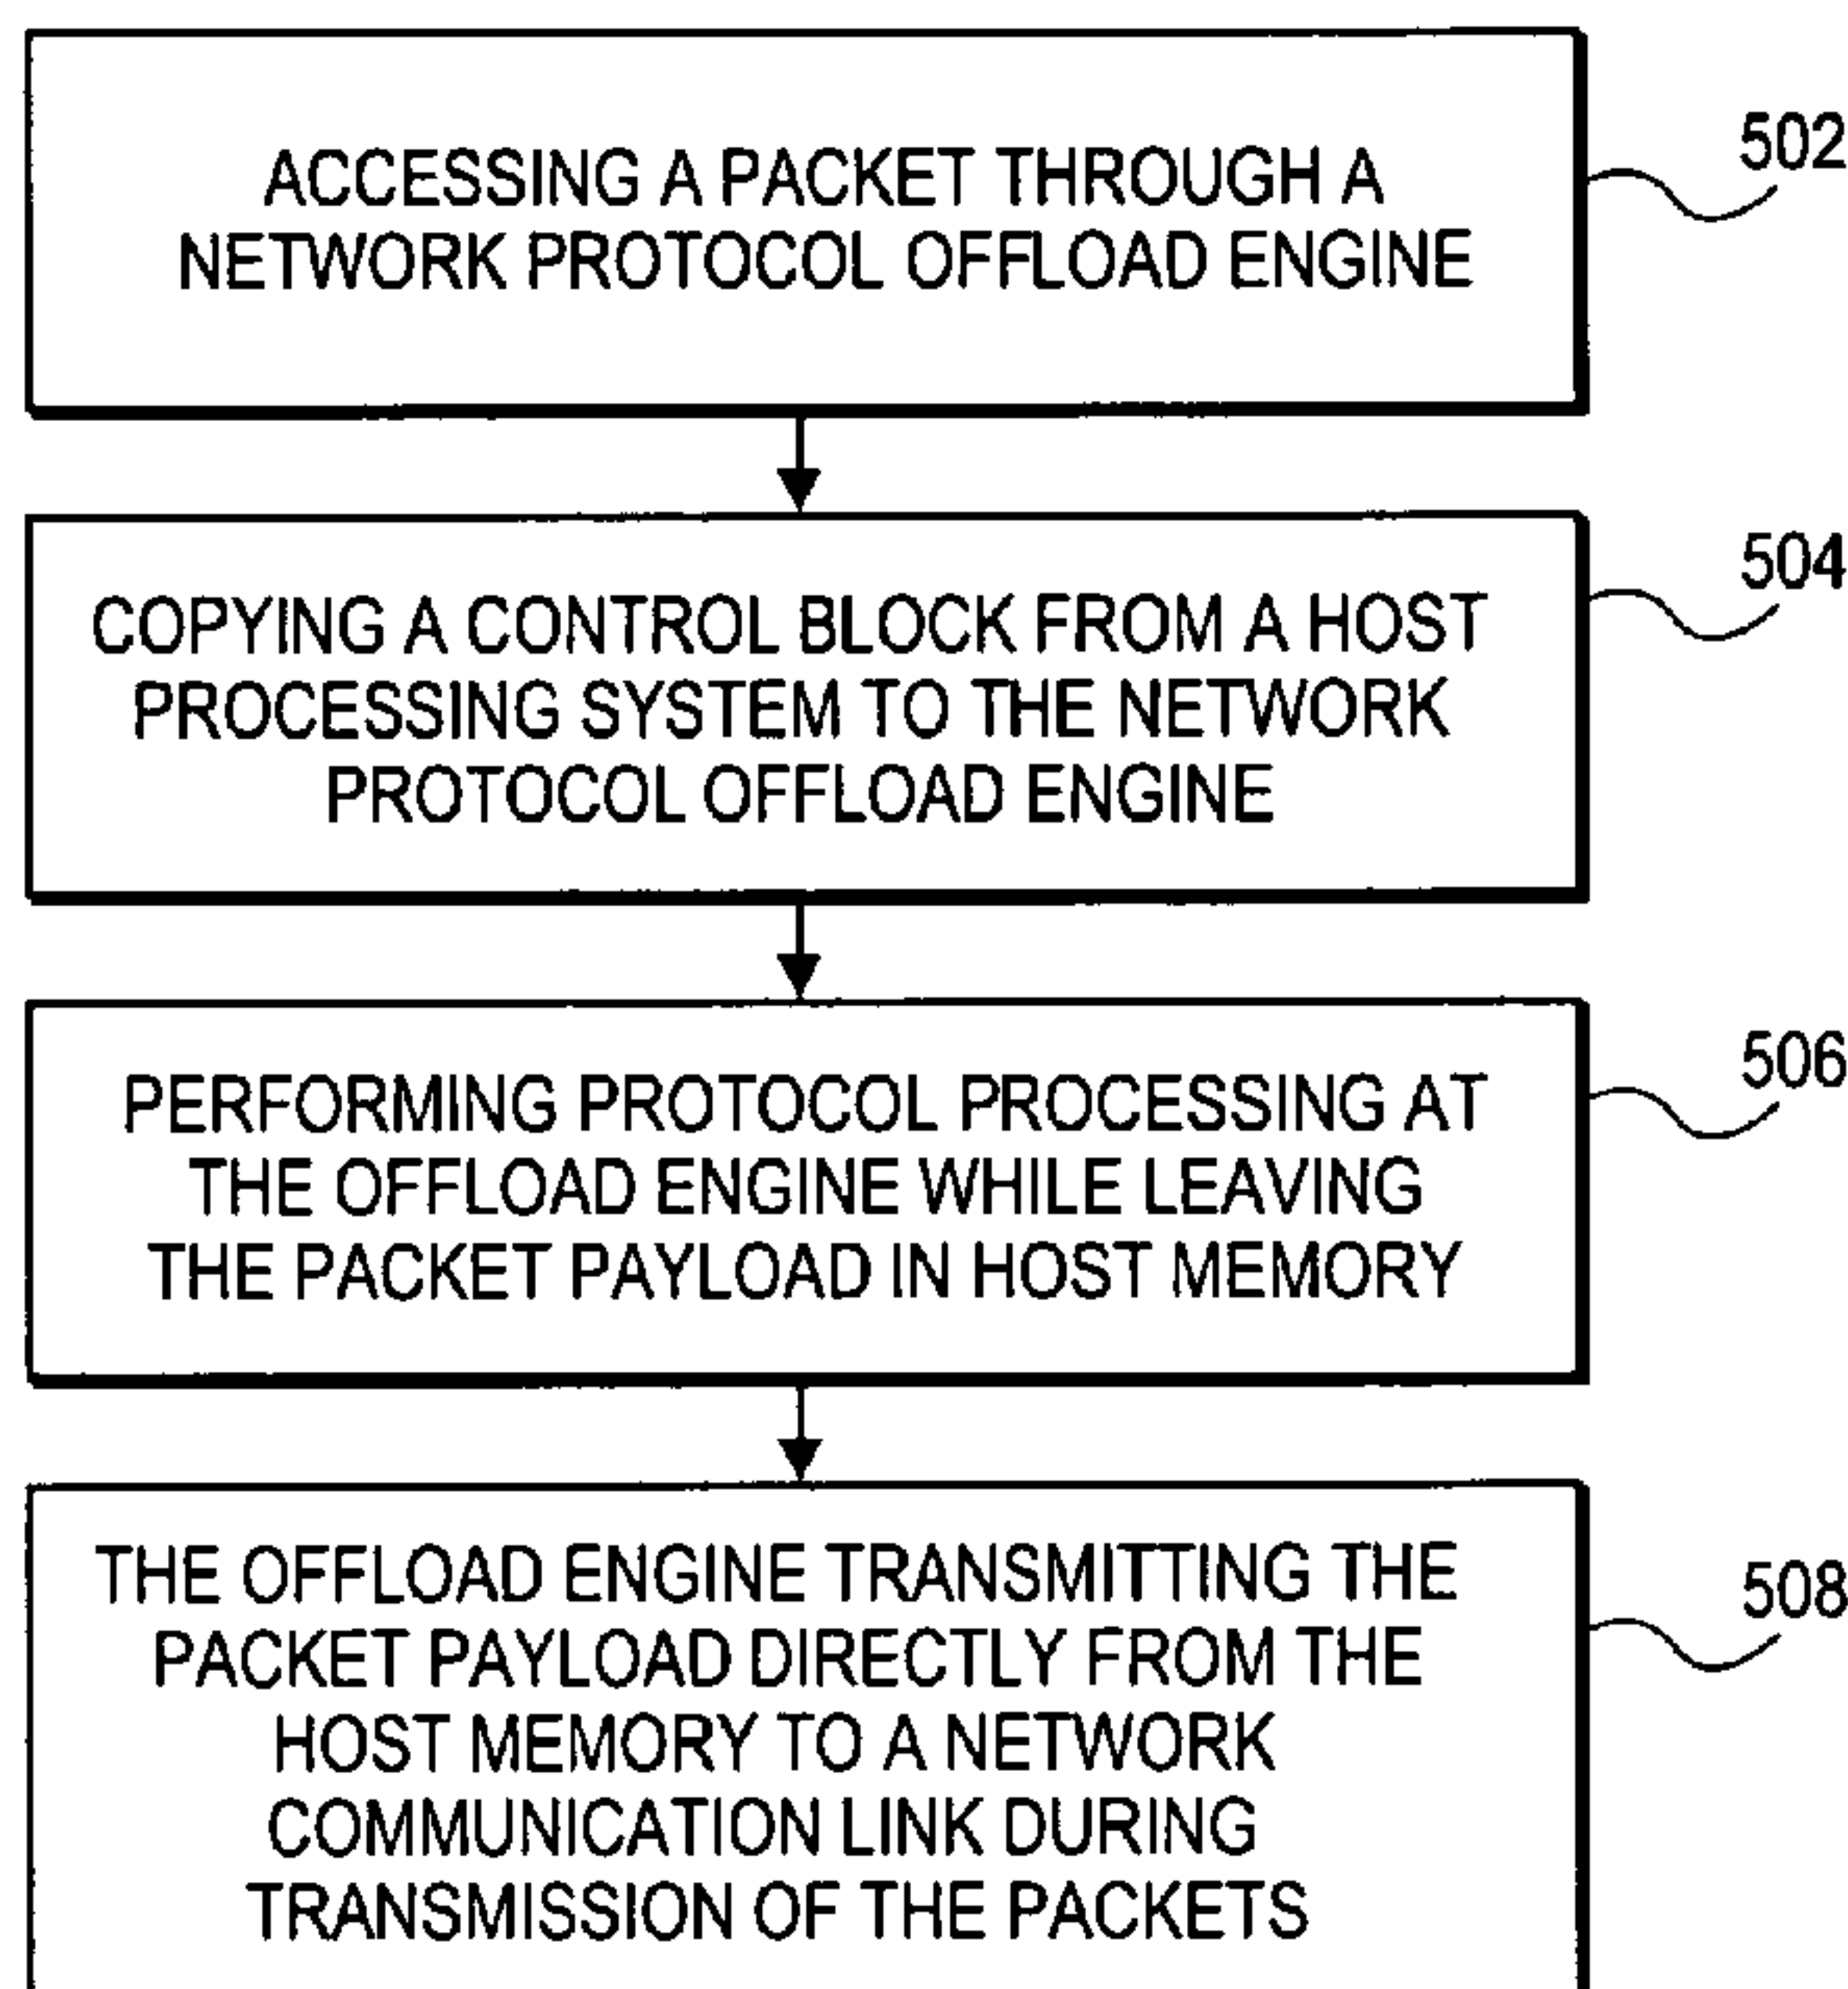 ACCESSING A PACKET THROUGH A
NETWORK PROTOCOL OFFLOAD ENGINE
502
COPYING A CONTROL BLOCK FROM A HOST
PROCESSING SYSTEM TO THE NETWORK
PROTOCOL OFFLOAD ENGINE
504
PERFORMING PROTOCOL PROCESSING AT
THE OFFLOAD ENGINE WHILE LEAVING
THE PACKET PAYLOAD IN HOST MEMORY
506
THE OFFLOAD ENGINE TRANSMITTING THE
PACKET PAYLOAD DIRECTLY FROM THE
HOST MEMORY TO A NETWORK
COMMUNICATION LINK DURING
TRANSMISSION OF THE PACKETS
508